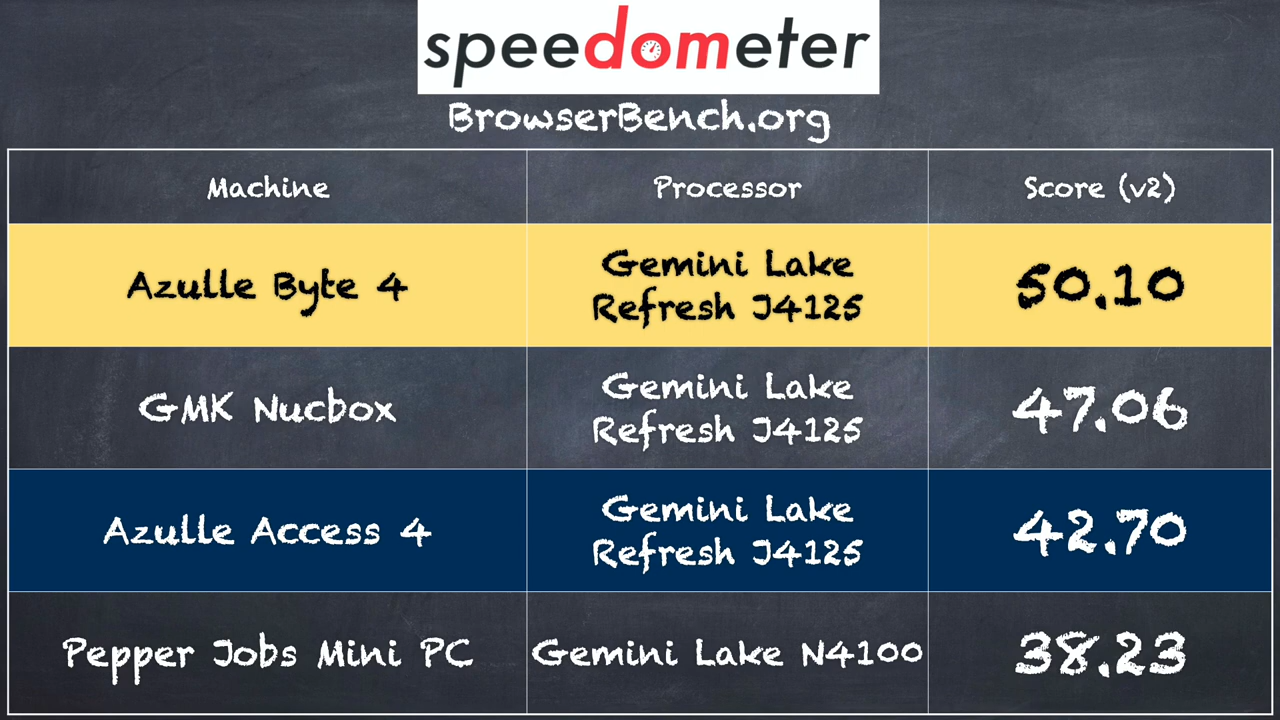 speedometer
BrowserBench.org
Machine Processor Score (v2)
Azulle Byte 4 Gemini Lake Refresh J4125 50.10
GMK Nucbox Gemini Lake Refresh J4125 47.06
Azulle Access 4 Gemini Lake Refresh J4125 42.70
Pepper Jobs Mini PC Gemini Lake N4100 38.23